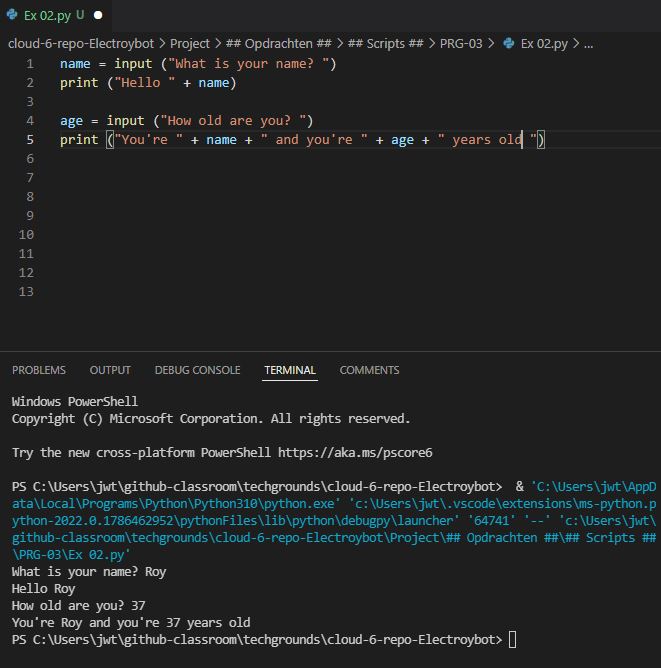 Ex 02.py U
cloud-6-repo-Electroybot > Project > ## Opdrachten ## > ## Scripts ## > PRG-03 > Ex 02.py > ...
1 name = input ("What is your name? ")
2 print ("Hello " + name)
3
4 age = input ("How old are you? ")
5 print ("You're " + name + " and you're " + age + " years old ")
6
7
8
9
10
11
12
13
PROBLEMS OUTPUT DEBUG CONSOLE TERMINAL COMMENTS
Windows PowerShell
Copyright (C) Microsoft Corporation. All rights reserved.
Try the new cross-platform PowerShell https://aka.ms/pscore6
PS C:\Users\jwt\github-classroom\techgrounds\cloud-6-repo-Electroybot> & 'C:\Users\jwt\AppD
ata\Local\Programs\Python\Python310\python.exe' 'c:\Users\jwt\.vscode\extensions\ms-python.p
ython-2022.0.1786462952\pythonFiles\lib\python\debugpy\launcher' '64741' '--' 'c:\Users\jwt\
github-classroom\techgrounds\cloud-6-repo-Electroybot\Project\## Opdrachten ##\## Scripts ##
\PRG-03\Ex 02.py'
What is your name? Roy
Hello Roy
How old are you? 37
You're Roy and you're 37 years old
PS C:\Users\jwt\github-classroom\techgrounds\cloud-6-repo-Electroybot>